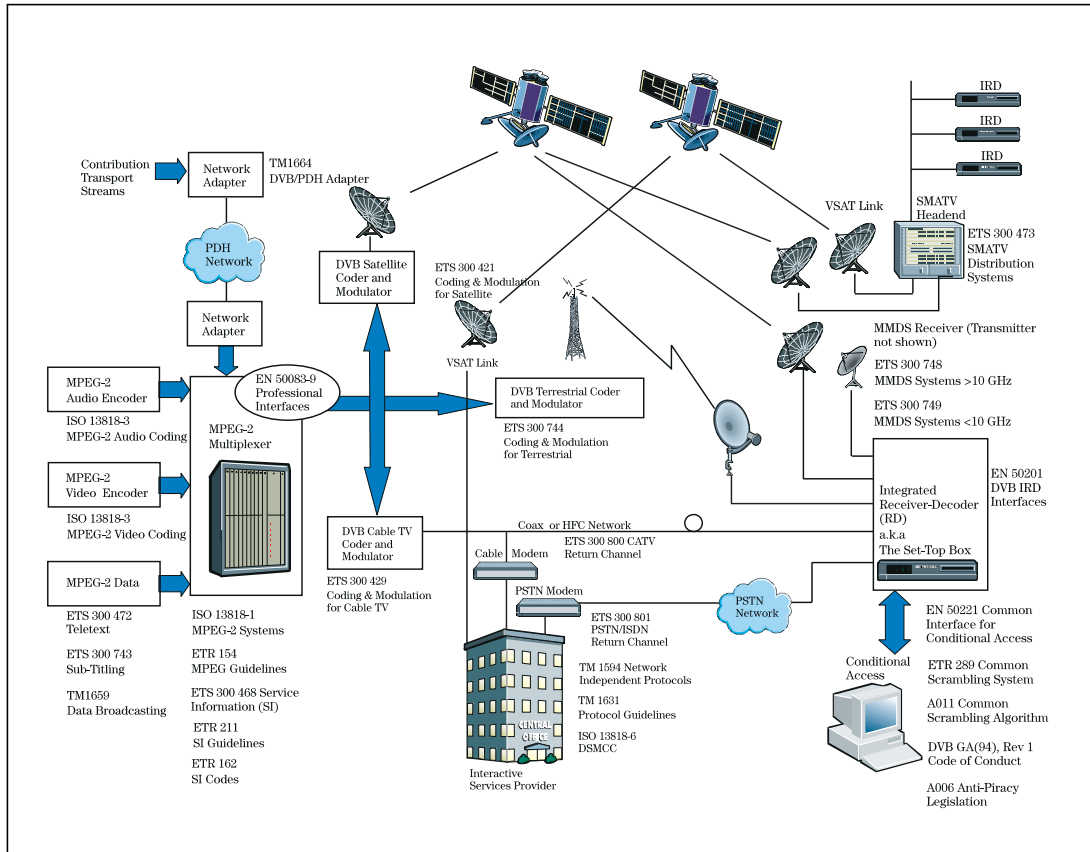 IRD
IRD
IRD
Contribution
Transport
Streams
Network
Adapter
TM1664
DVB/PDH Adapter
PDH
Network
Network
Adapter
DVB Satellite
Coder and
Modulator
ETS 300 421
Coding & Modulation
for Satellite
VSAT Link
VSAT Link
SMATV
Headend
ETS 300 473
SMATV
Distribution
Systems
MMDS Receiver (Transmitter
not shown)
ETS 300 748
MMDS Systems >10 GHz
ETS 300 749
MMDS Systems <10 GHz
MPEG-2
Audio Encoder
ISO 13818-3
MPEG-2 Audio Coding
EN 50083-9
Professional
Interfaces
MPEG-2
Multiplexer
DVB Terrestrial Coder
and Modulator
ETS 300 744
Coding & Modulation
for Terrestrial
MPEG-2
Video Encoder
ISO 13818-3
MPEG-2 Video Coding
MPEG-2 Data
ETS 300 472
Teletext
ETS 300 743
Sub-Titling
TM1659
Data Broadcasting
ISO 13818-1
MPEG-2 Systems
ETR 154
MPEG Guidelines
ETS 300 468 Service
Information (SI)
ETR 211
SI Guidelines
ETR 162
SI Codes
DVB Cable TV
Coder and
Modulator
ETS 300 429
Coding & Modulation
for Cable TV
Coax or HFC Network
ETS 300 800 CATV
Return Channel
Cable Modem
PSTN Modem
ETS 300 801
PSTN/ISDN
Return Channel
PSTN
Network
TM 1594 Network
Independent Protocols
TM 1631
Protocol Guidelines
ISO 13818-6
DSMCC
CENTRAL
OFFICE
Interactive
Services Provider
Integrated
Receiver-Decoder
(RD)
a.k.a
The Set-Top Box
EN 50201
DVB IRD
Interfaces
EN 50221 Common
Interface for
Conditional Access
Conditional
Access
ETR 289 Common
Scrambling System
A011 Common
Scrambling Algorithm
DVB GA(94), Rev 1
Code of Conduct
A006 Anti-Piracy
Legislation